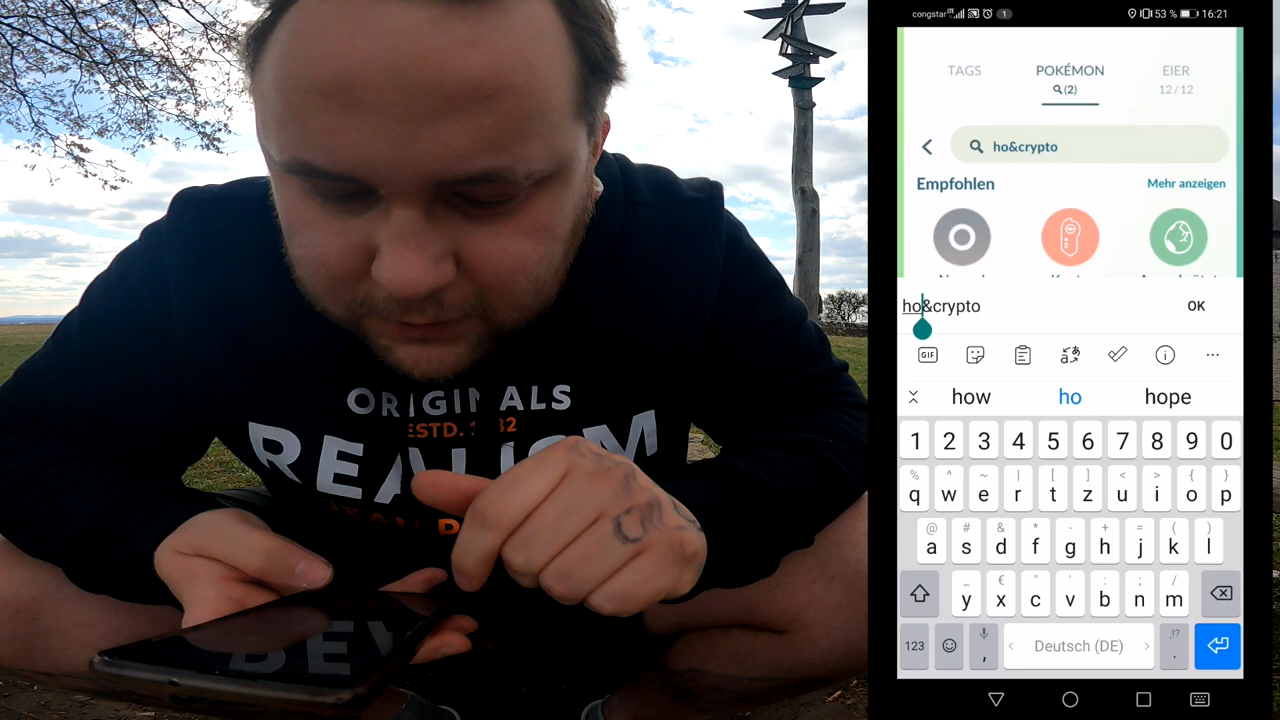 ORIGINALS
ESTD.
REALISM
congstar 1 53 % 16:21
TAGS POKÉMON EIER
(2) 12/12
ho&crypto
Empfohlen Mehr anzeigen
ho&crypto OK
GIF
how ho hope
1 2 3 4 5 6 7 8 9 0
% ^ ~ | [ ] < > { }
q w e r t z u i o p
@ # & * - + = ( )
a s d f g h j k l
_ € " ' : ; /
y x c v b n m
123 , Deutsch (DE) ,!? .